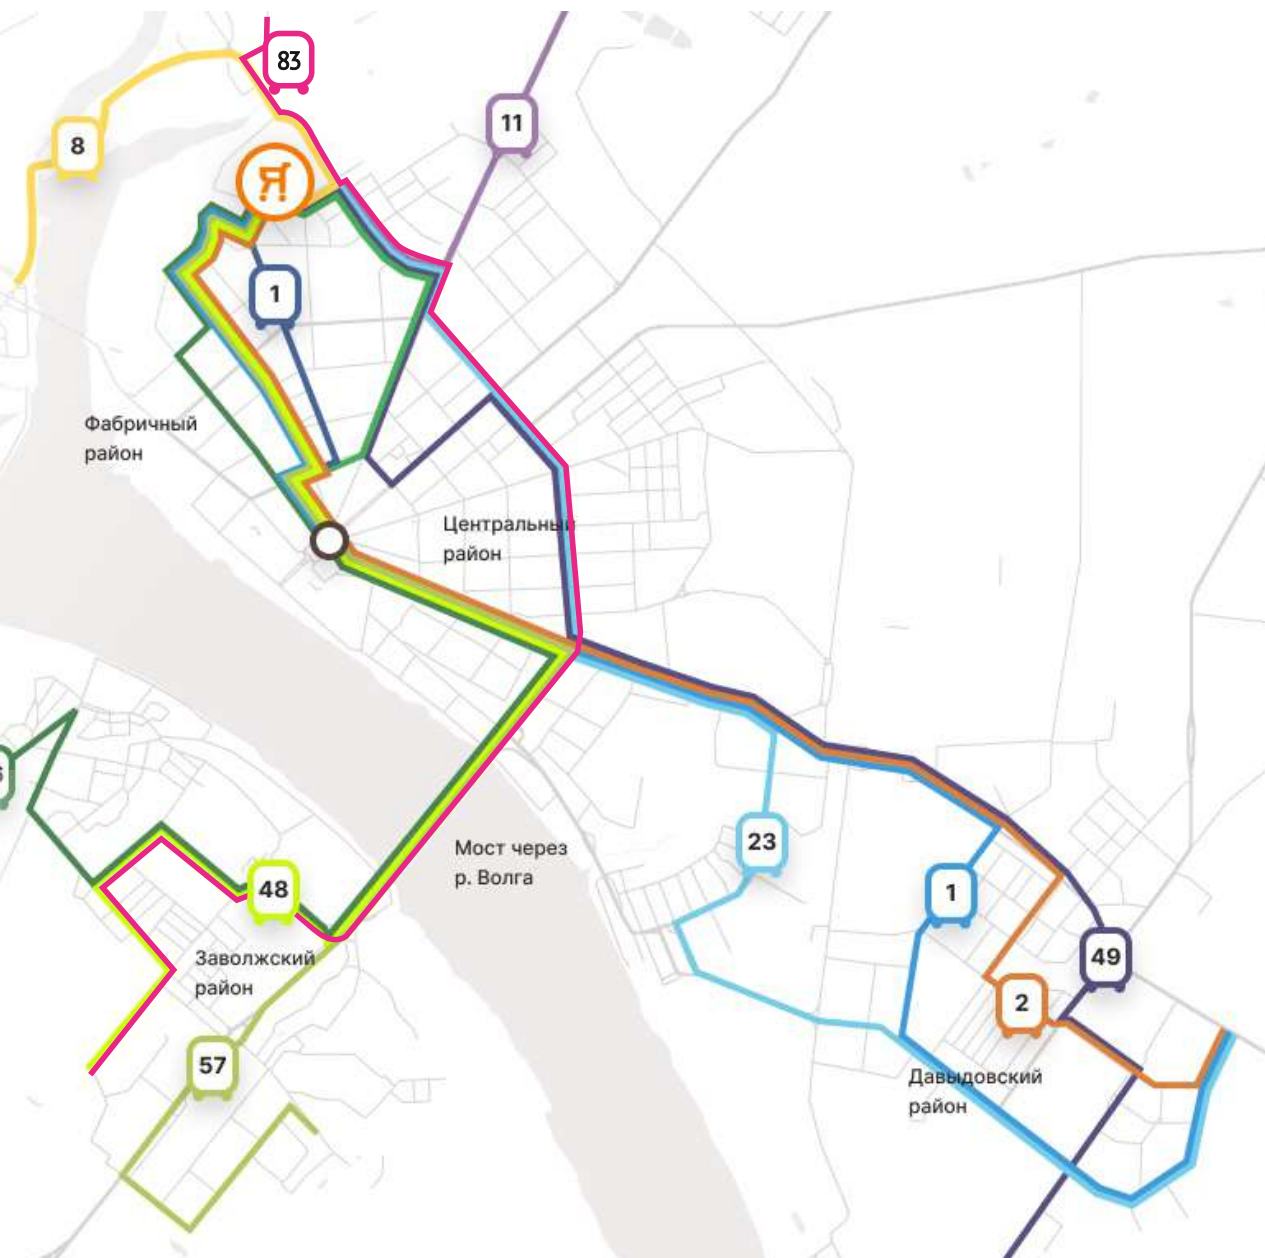 83
11
8
1
Фабричный
район
Центральный
район
23
Мост через
р. Волга
1
48
49
Заволжский
район
2
57
Давыдовский
район